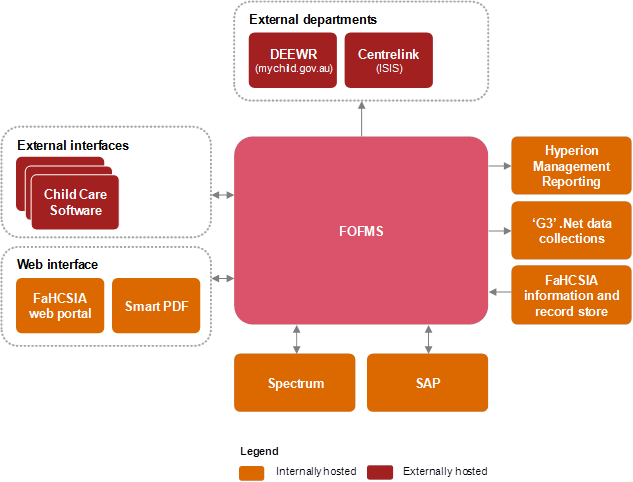 External departments
DEEWR
(mychild.gov.au)
Centrelink
(ISIS)
External interfaces
Child Care
Software
Web interface
FaHCSIA
web portal
Smart PDF
FOFMS
Hyperion
Management
Reporting
‘G3’ .Net data
collections
FaHCSIA
information and
record store
Spectrum
SAP
Legend
Internally hosted
Externally hosted